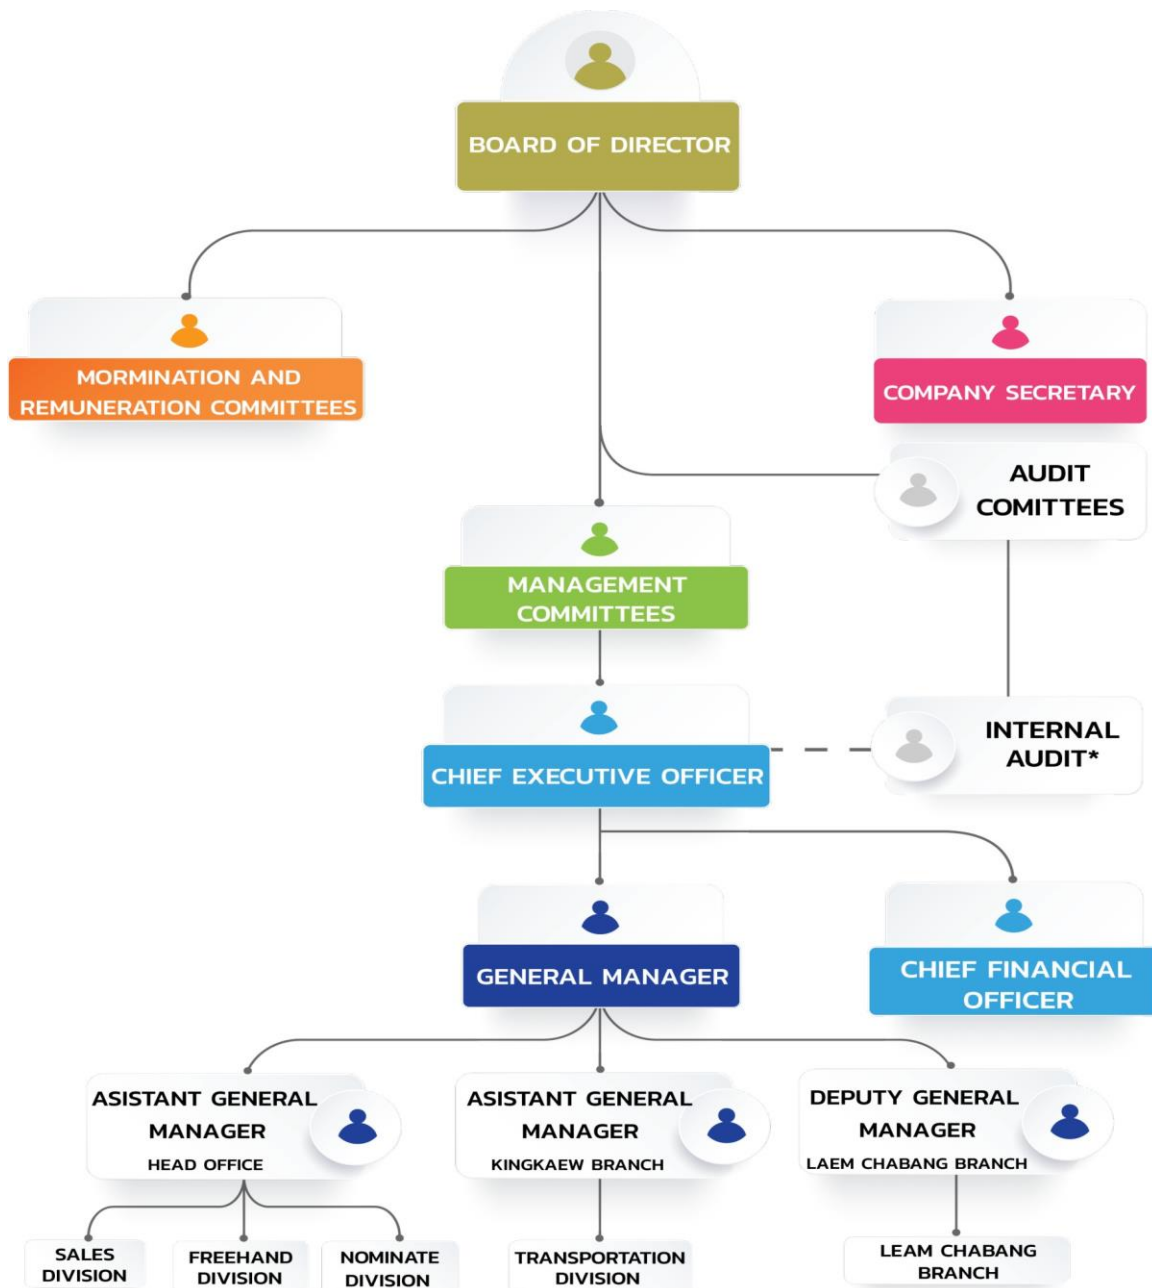 BOARD OF DIRECTOR
MORMINATION AND
REMUNERATION COMMITTEES
COMPANY SECRETARY
AUDIT
COMITTEES
MANAGEMENT
COMMITTEES
INTERNAL
AUDIT*
CHIEF EXECUTIVE OFFICER
GENERAL MANAGER
CHIEF FINANCIAL
OFFICER
ASISTANT GENERAL
MANAGER
HEAD OFFICE
ASISTANT GENERAL
MANAGER
KINGKAEW BRANCH
DEPUTY GENERAL
MANAGER
LAEM CHABANG BRANCH
SALES
DIVISION
FREEHAND
DIVISION
NOMINATE
DIVISION
TRANSPORTATION
DIVISION
LEAM CHABANG
BRANCH